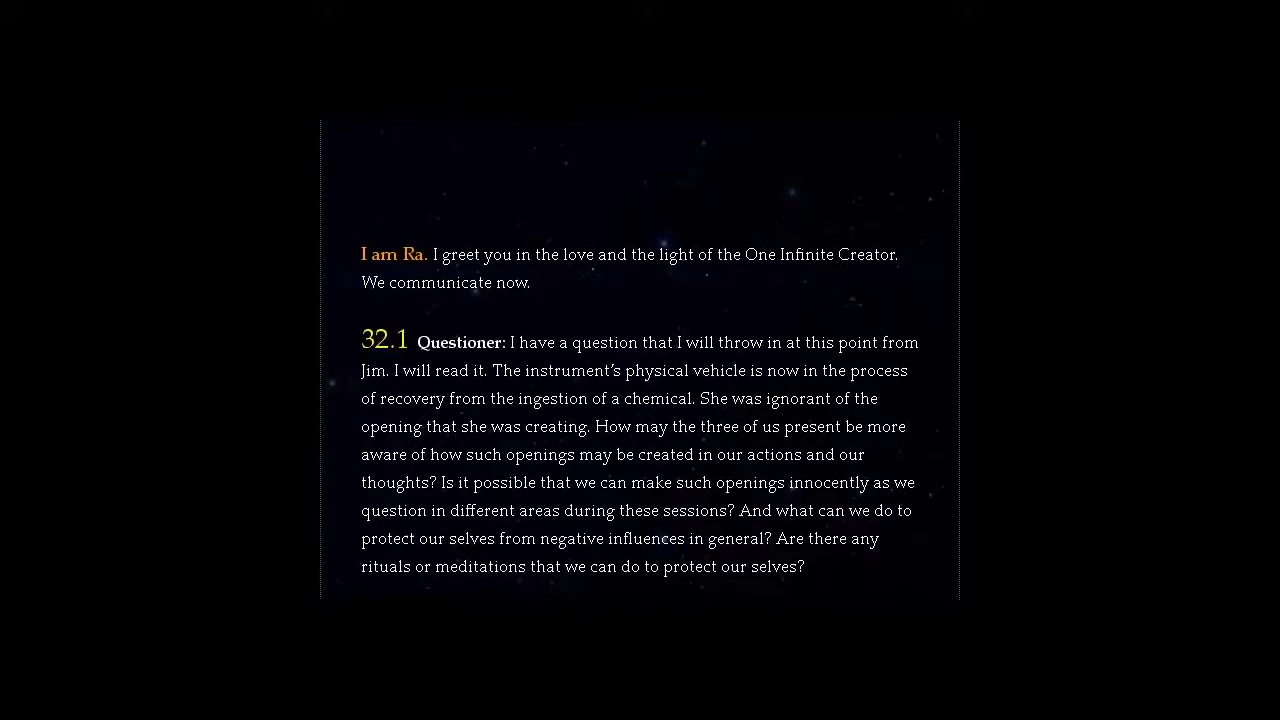 I am Ra. I greet you in the love and the light of the One Infinite Creator.
We communicate now.
32.1 Questioner: I have a question that I will throw in at this point from
Jim. I will read it. The instrument's physical vehicle is now in the process
of recovery from the ingestion of a chemical. She was ignorant of the
opening that she was creating. How may the three of us present be more
aware of how such openings may be created in our actions and our
thoughts? Is it possible that we can make such openings innocently as we
question in different areas during these sessions? And what can we do to
protect our selves from negative influences in general? Are there any
rituals or meditations that we can do to protect our selves?